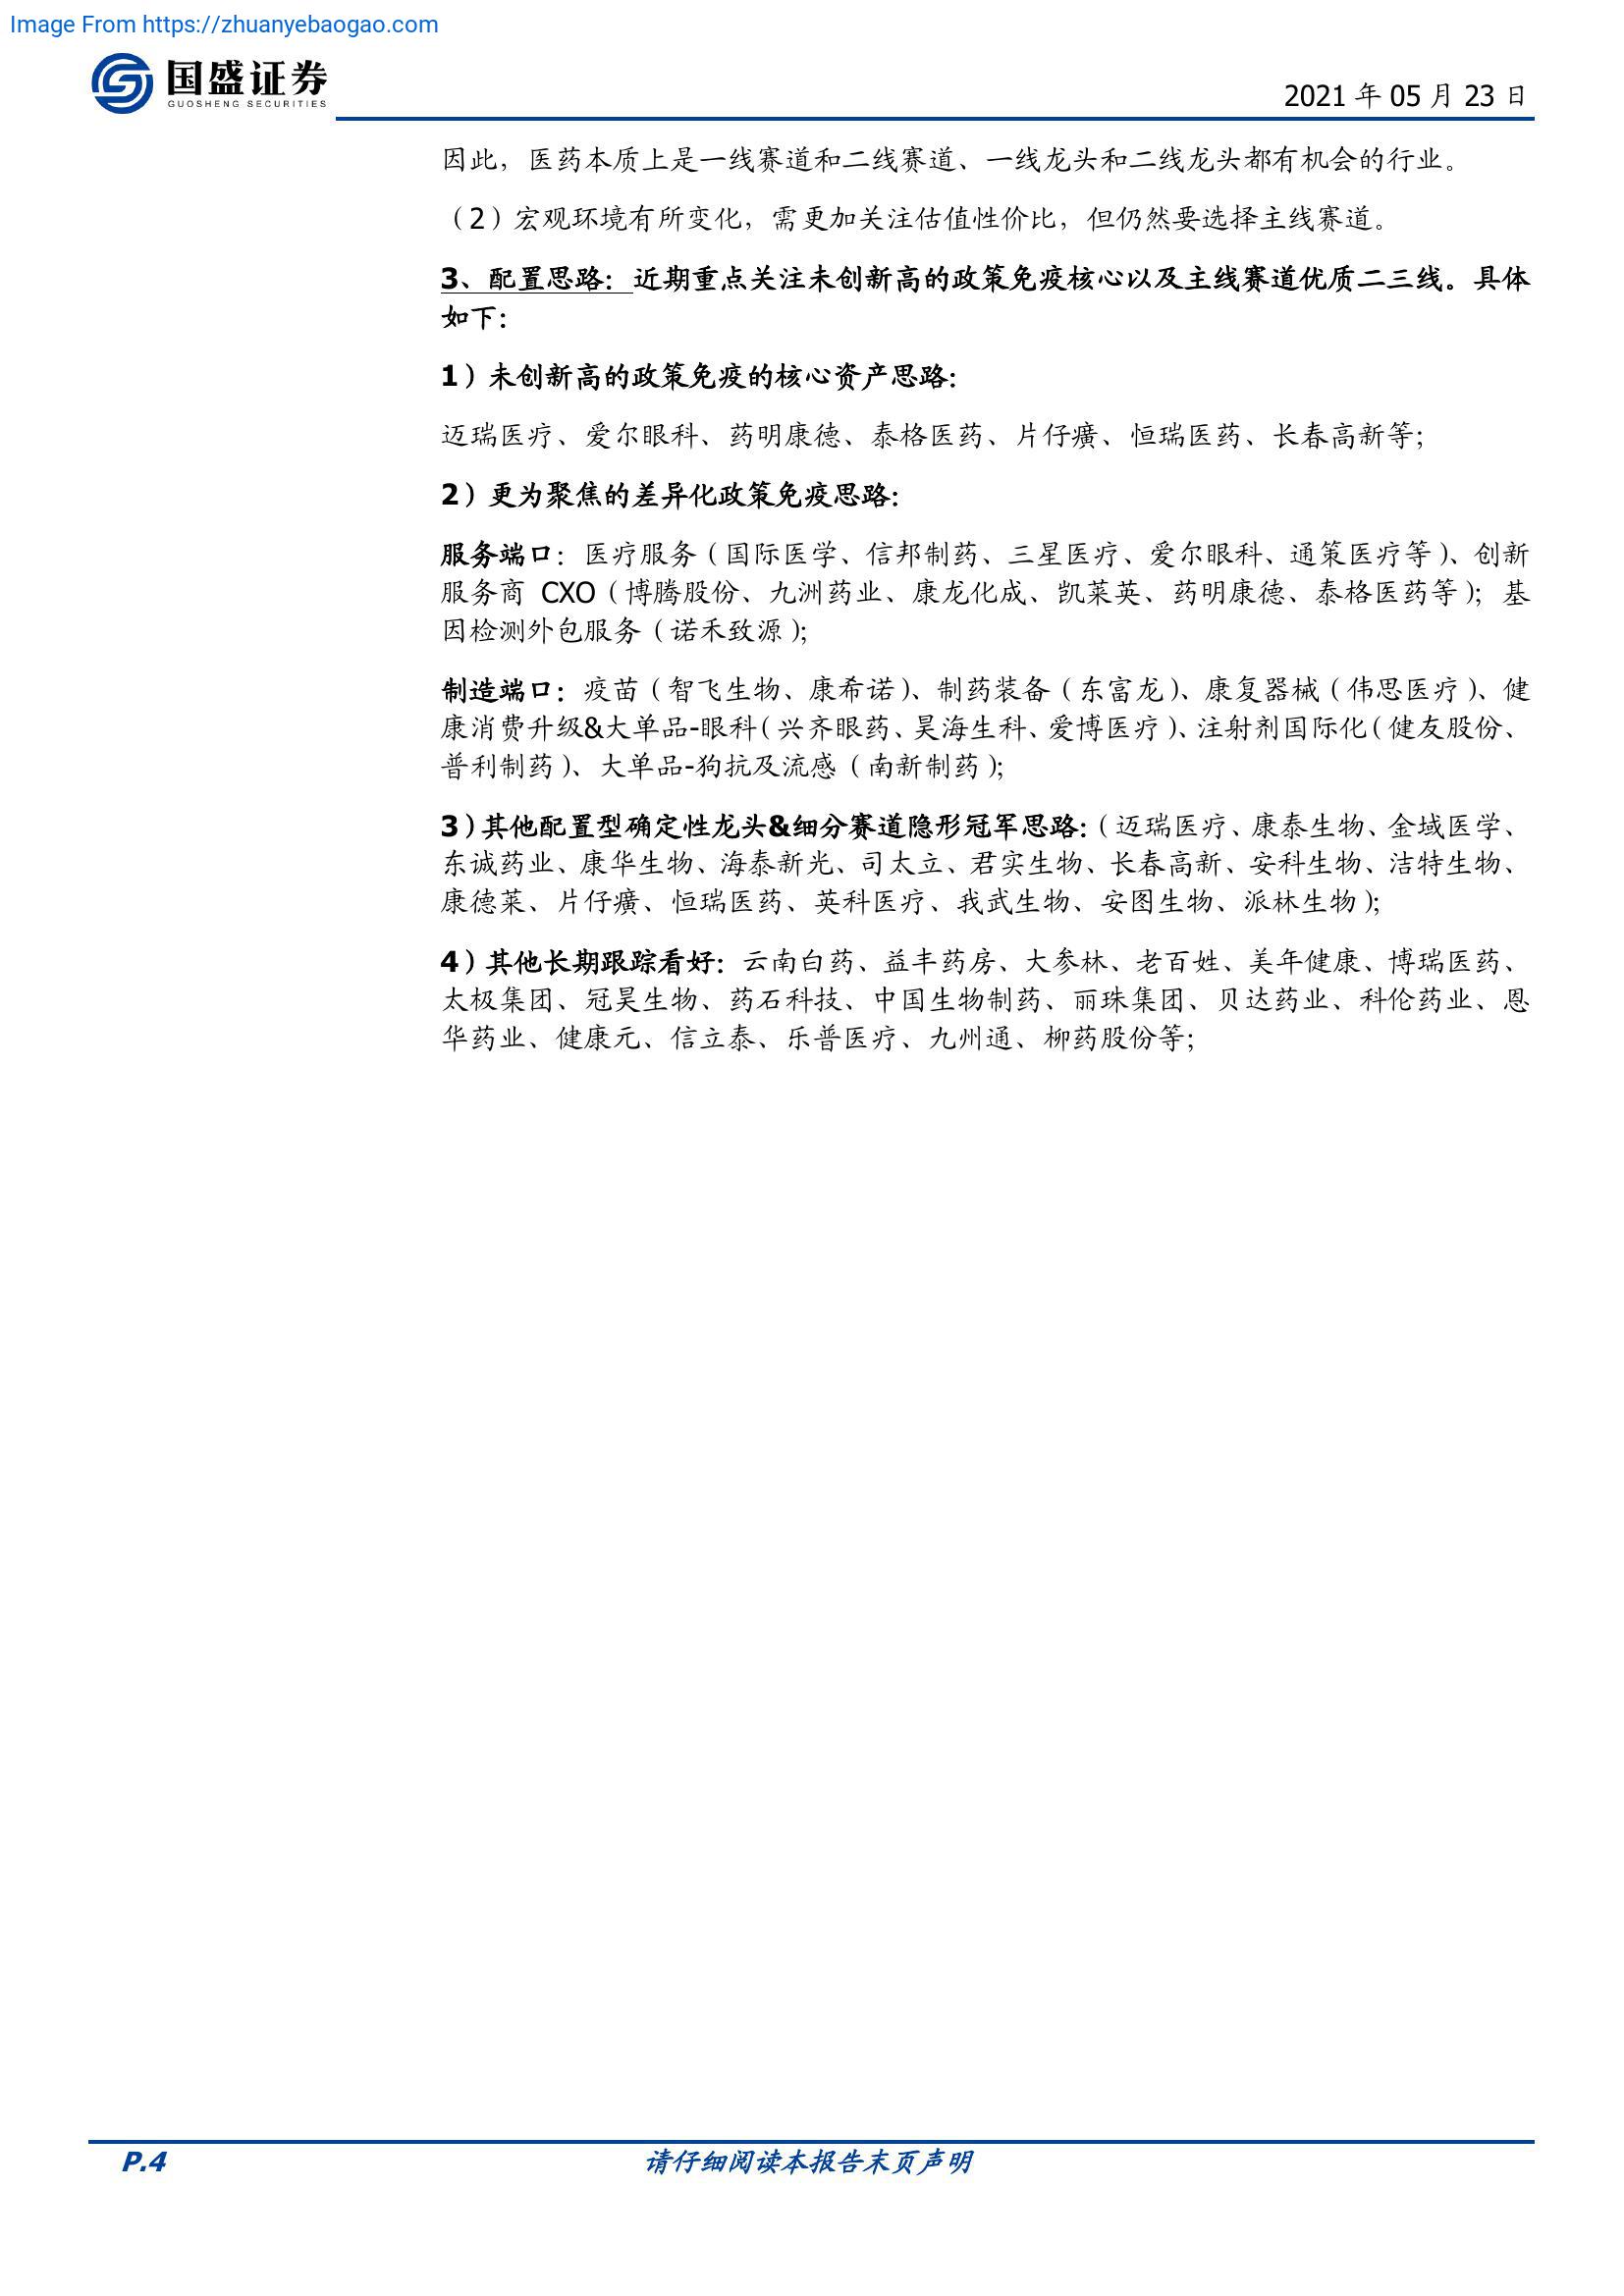 Image From https://zhuanyebaogao.com
国盛证券
GUOSHENG SECURITIES
2021 年 05 月 23 日
因此，医药本质上是一线赛道和二线赛道、一线龙头和二线龙头都有机会的行业。
（2）宏观环境有所变化，需更加关注估值性价比，但仍然要选择主线赛道。
3、配置思路：近期重点关注未创新高的政策免疫核心以及主线赛道优质二三线。具体
如下：
1）未创新高的政策免疫的核心资产思路：
迈瑞医疗、爱尔眼科、药明康德、泰格医药、片仔癀、恒瑞医药、长春高新等；
2）更为聚焦的差异化政策免疫思路：
服务端口：医疗服务（国际医学、信邦制药、三星医疗、爱尔眼科、通策医疗等）、创新
服务商 CXO（博腾股份、九洲药业、康龙化成、凯莱英、药明康德、泰格医药等）；基
因检测外包服务（诺禾致源）；
制造端口：疫苗（智飞生物、康希诺）、制药装备（东富龙）、康复器械（伟思医疗）、健
康消费升级&大单品-眼科（兴齐眼药、昊海生科、爱博医疗）、注射剂国际化（健友股份、
普利制药）、大单品-狗抗及流感（南新制药）；
3）其他配置型确定性龙头&细分赛道隐形冠军思路：（迈瑞医疗、康泰生物、金域医学、
东诚药业、康华生物、海泰新光、司太立、君实生物、长春高新、安科生物、洁特生物、
康德莱、片仔癀、恒瑞医药、英科医疗、我武生物、安图生物、派林生物）；
4）其他长期跟踪看好：云南白药、益丰药房、大参林、老百姓、美年健康、博瑞医药、
太极集团、冠昊生物、药石科技、中国生物制药、丽珠集团、贝达药业、科伦药业、恩
华药业、健康元、信立泰、乐普医疗、九州通、柳药股份等；
P.4
请仔细阅读本报告末页声明